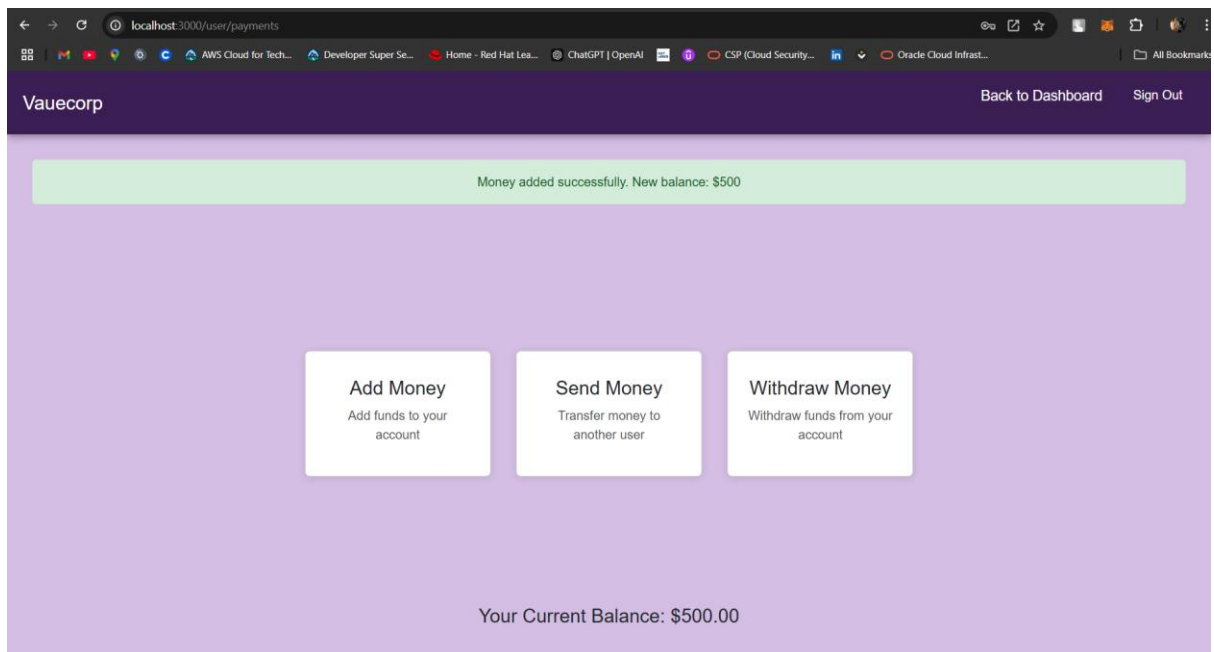 localhost:3000/user/payments
AWS Cloud for Tech...
Developer Super Se...
Home - Red Hat Lea...
ChatGPT | OpenAI
CSP (Cloud Security...
Oracle Cloud Infrast...
All Bookmarks
Vauecorp
Back to Dashboard
Sign Out
Money added successfully. New balance: $500
Add Money
Add funds to your
account
Send Money
Transfer money to
another user
Withdraw Money
Withdraw funds from your
account
Your Current Balance: $500.00